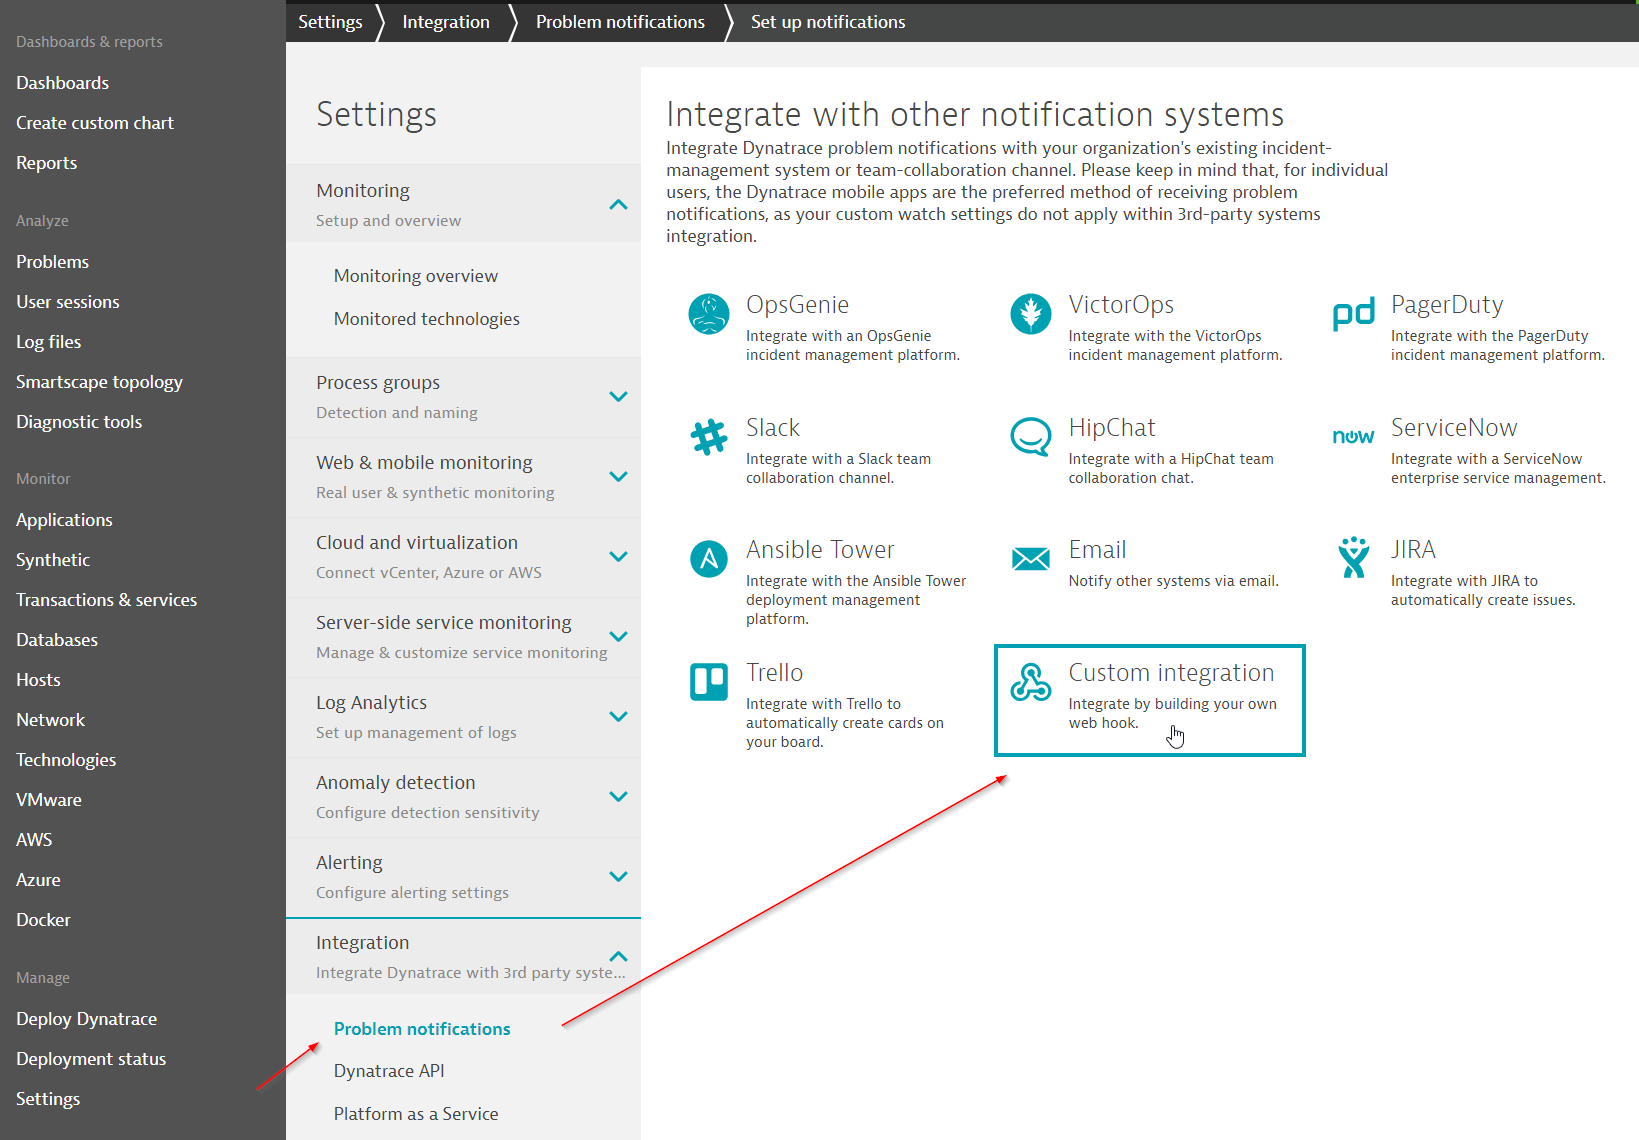 Settings
Integration
Problem notifications
Set up notifications
Dashboards & reports
Dashboards
Create custom chart
Reports
Analyze
Problems
User sessions
Log files
Smartscape topology
Diagnostic tools
Monitor
Applications
Synthetic
Transactions & services
Databases
Hosts
Network
Technologies
VMware
AWS
Azure
Docker
Manage
Deploy Dynatrace
Deployment status
Settings
Settings
Monitoring
Setup and overview
Monitoring overview
Monitored technologies
Process groups
Detection and naming
Web & mobile monitoring
Real user & synthetic monitoring
Cloud and virtualization
Connect vCenter, Azure or AWS
Server-side service monitoring
Manage & customize service monitoring
Log Analytics
Set up management of logs
Anomaly detection
Configure detection sensitivity
Alerting
Configure alerting settings
Integration
Integrate Dynatrace with 3rd party syste...
Problem notifications
Dynatrace API
Platform as a Service
Integrate with other notification systems
Integrate Dynatrace problem notifications with your organization's existing incident-
management system or team-collaboration channel. Please keep in mind that, for individual
users, the Dynatrace mobile apps are the preferred method of receiving problem
notifications, as your custom watch settings do not apply within 3rd-party systems
integration.
OpsGenie
Integrate with an OpsGenie
incident management platform.
VictorOps
Integrate with the VictorOps
incident management platform.
pd
PagerDuty
Integrate with the PagerDuty
incident management platform.
Slack
Integrate with a Slack team
collaboration channel.
HipChat
Integrate with a HipChat team
collaboration chat.
now
ServiceNow
Integrate with a ServiceNow
enterprise service management.
A
Ansible Tower
Integrate with the Ansible Tower
deployment management
platform.
Email
Notify other systems via email.
JIRA
Integrate with JIRA to
automatically create issues.
Trello
Integrate with Trello to
automatically create cards on
your board.
Custom integration
Integrate by building your own
web hook.